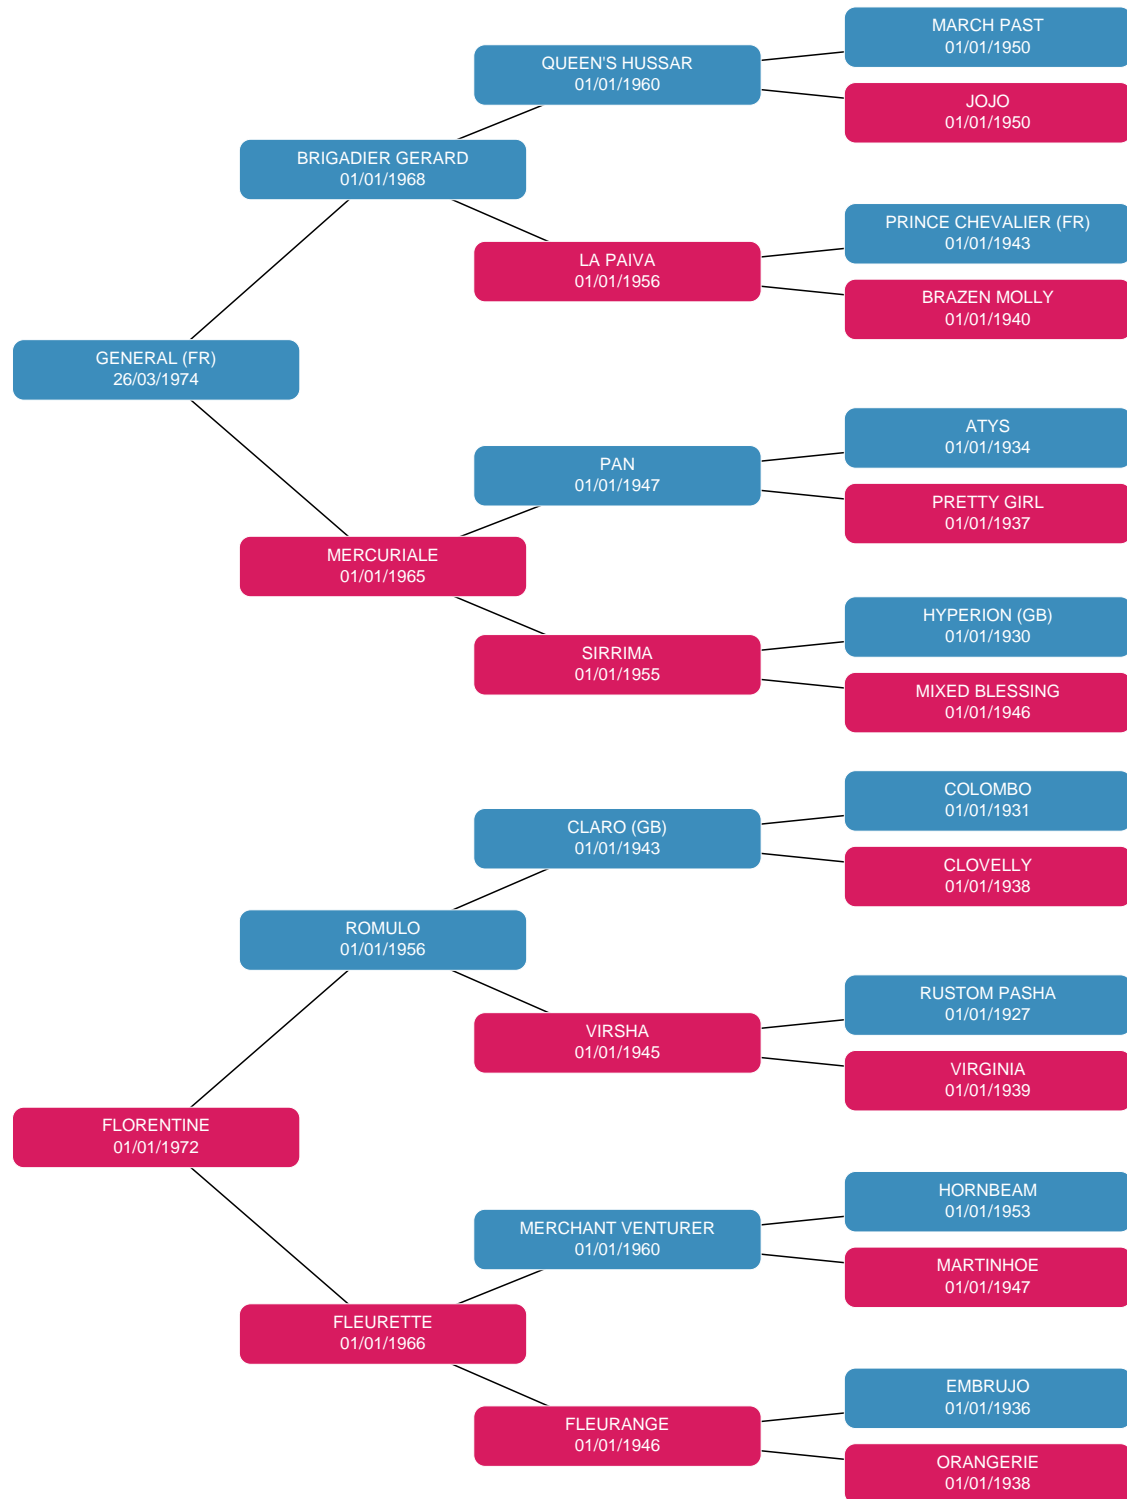 MARCH PAST
01/01/1950
QUEEN'S HUSSAR
01/01/1960
JOJO
01/01/1950
BRIGADIER GERARD
01/01/1968
PRINCE CHEVALIER (FR)
01/01/1943
LA PAIVA
01/01/1956
BRAZEN MOLLY
01/01/1940
GENERAL (FR)
26/03/1974
ATYS
01/01/1934
PAN
01/01/1947
PRETTY GIRL
01/01/1937
MERCURIALE
01/01/1965
HYPERION (GB)
01/01/1930
SIRRIMA
01/01/1955
MIXED BLESSING
01/01/1946
COLOMBO
01/01/1931
CLARO (GB)
01/01/1943
CLOVELLY
01/01/1938
ROMULO
01/01/1956
RUSTOM PASHA
01/01/1927
VIRSHA
01/01/1945
VIRGINIA
01/01/1939
FLORENTINE
01/01/1972
HORNBEAM
01/01/1953
MERCHANT VENTURER
01/01/1960
MARTINHOE
01/01/1947
FLEURETTE
01/01/1966
EMBRUJO
01/01/1936
FLEURANGE
01/01/1946
ORANGERIE
01/01/1938